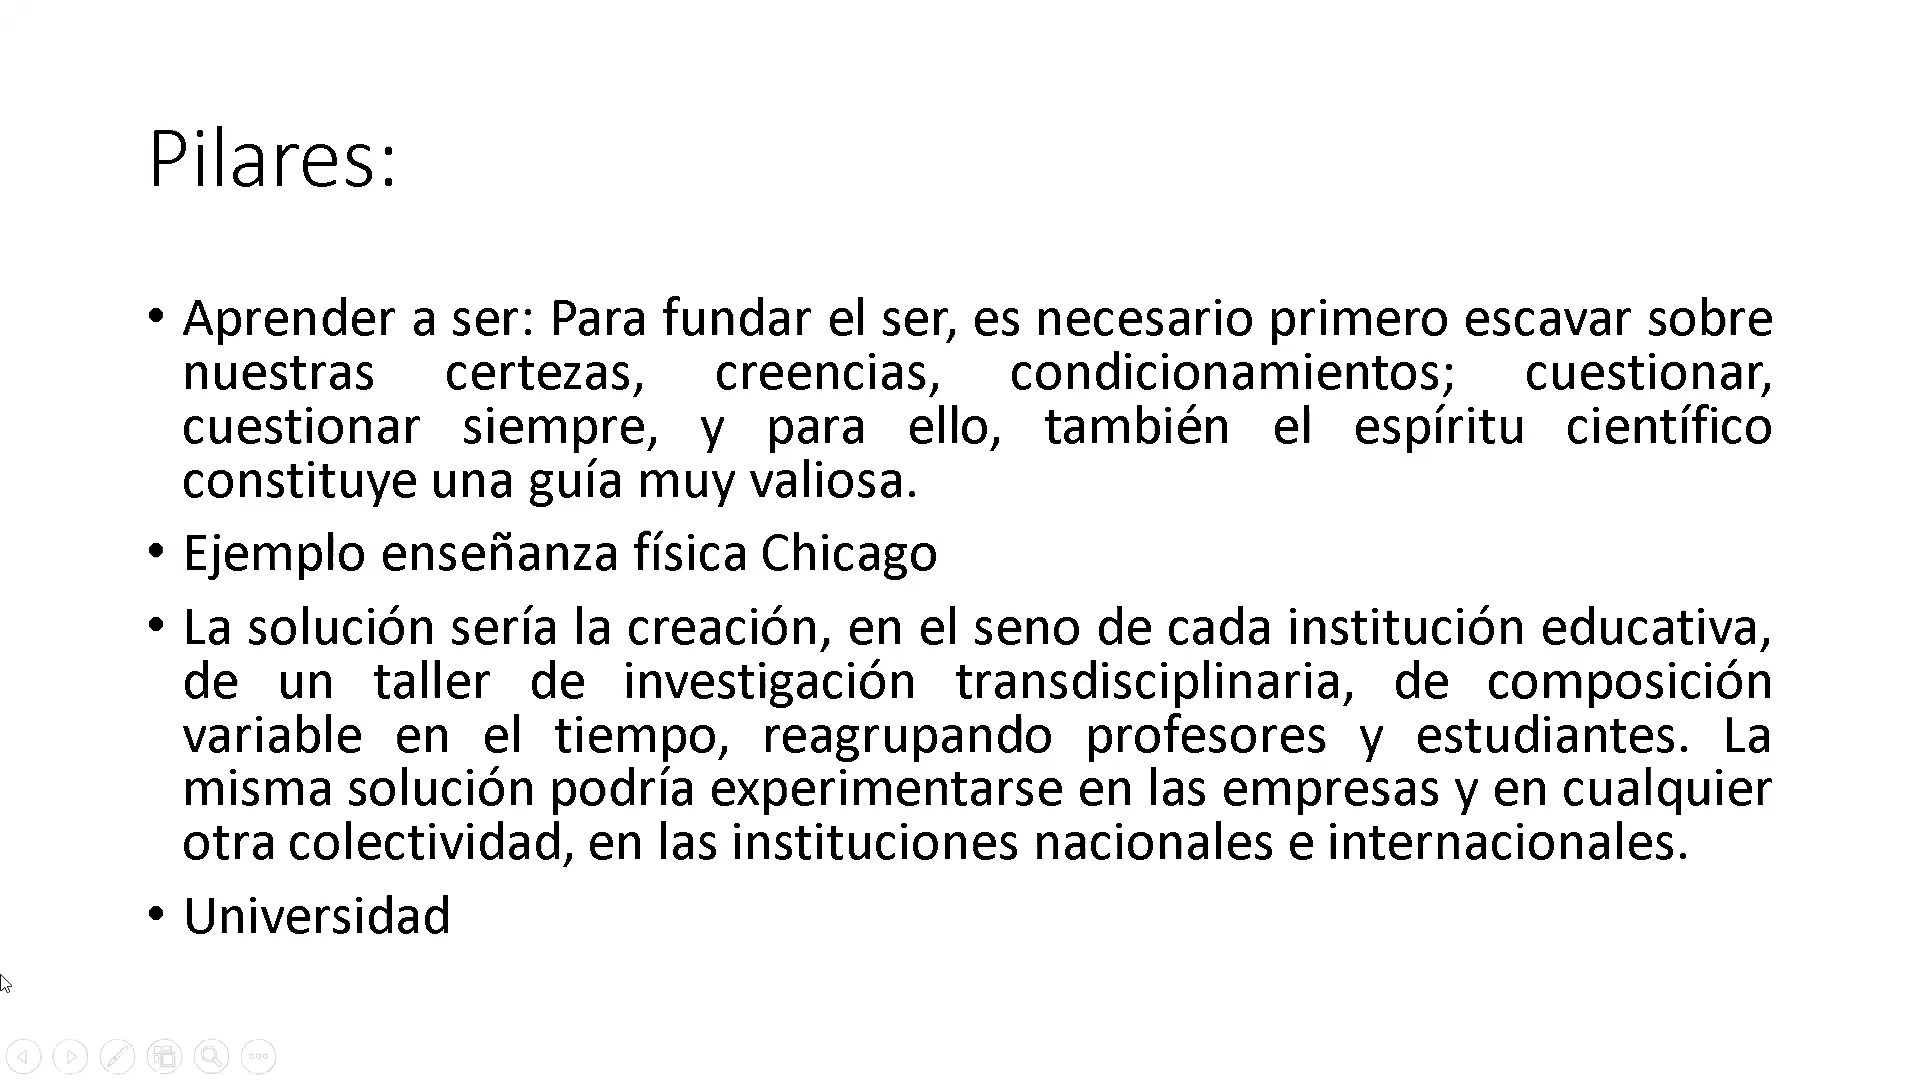 Pilares:
• Aprender a ser: Para fundar el ser, es necesario primero escavar sobre
nuestras certezas, creencias, condicionamientos; cuestionar,
cuestionar siempre, y para ello, también el espíritu científico
constituye una guía muy valiosa.
• Ejemplo enseñanza física Chicago
• La solución sería la creación, en el seno de cada institución educativa,
de un taller de investigación transdisciplinaria, de composición
variable en el tiempo, reagrupando profesores y estudiantes. La
misma solución podría experimentarse en las empresas y en cualquier
otra colectividad, en las instituciones nacionales e internacionales.
• Universidad